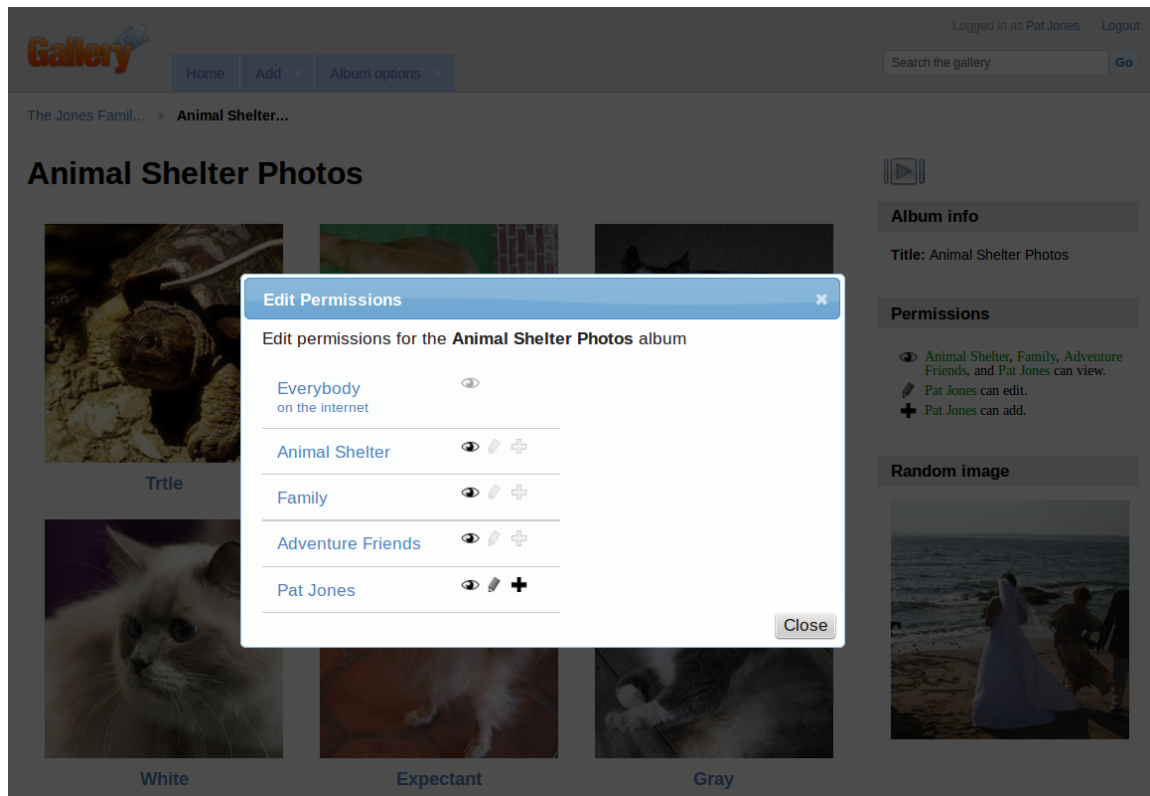 Logged in as Pat Jones Logout
Gallery
Home Add Album options
Search the gallery Go
The Jones Famil... » Animal Shelter...
Animal Shelter Photos
Album info
Title: Animal Shelter Photos
Edit Permissions
Edit permissions for the Animal Shelter Photos album
Everybody
on the internet
Animal Shelter
Family
Adventure Friends
Pat Jones
Close
Permissions
Animal Shelter, Family, Adventure
Friends, and Pat Jones can view.
Pat Jones can edit.
Pat Jones can add.
Random image
Trtle
White
Expectant
Gray